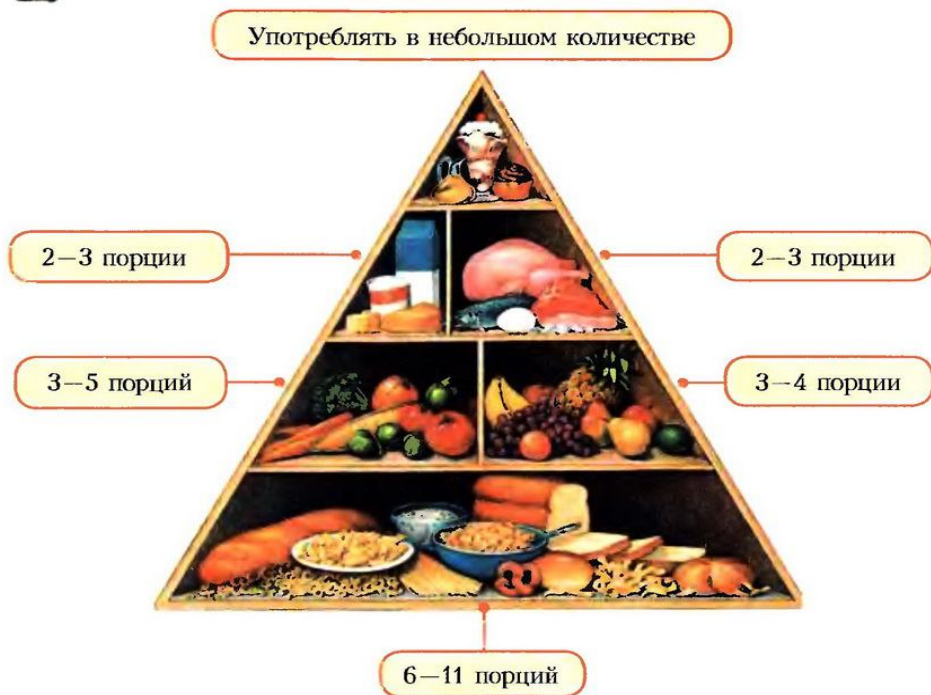 Употреблять в небольшом количестве
2—3 порции
2—3 порции
3—5 порций
3—4 порции
6—11 порций